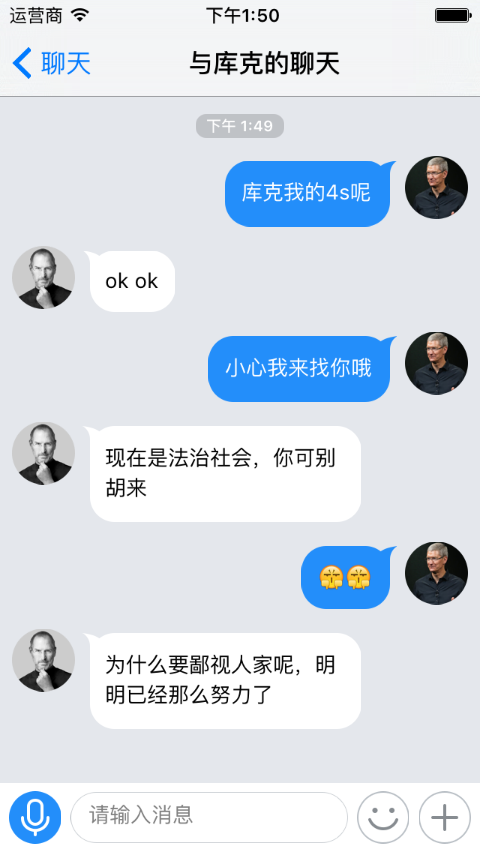 运营商 下午1:50
聊天 与库克的聊天
下午 1:49
库克我的4s呢
ok ok
小心我来找你哦
现在是法治社会，你可别
胡来
为什么要鄙视人家呢，明
明已经那么努力了
请输入消息